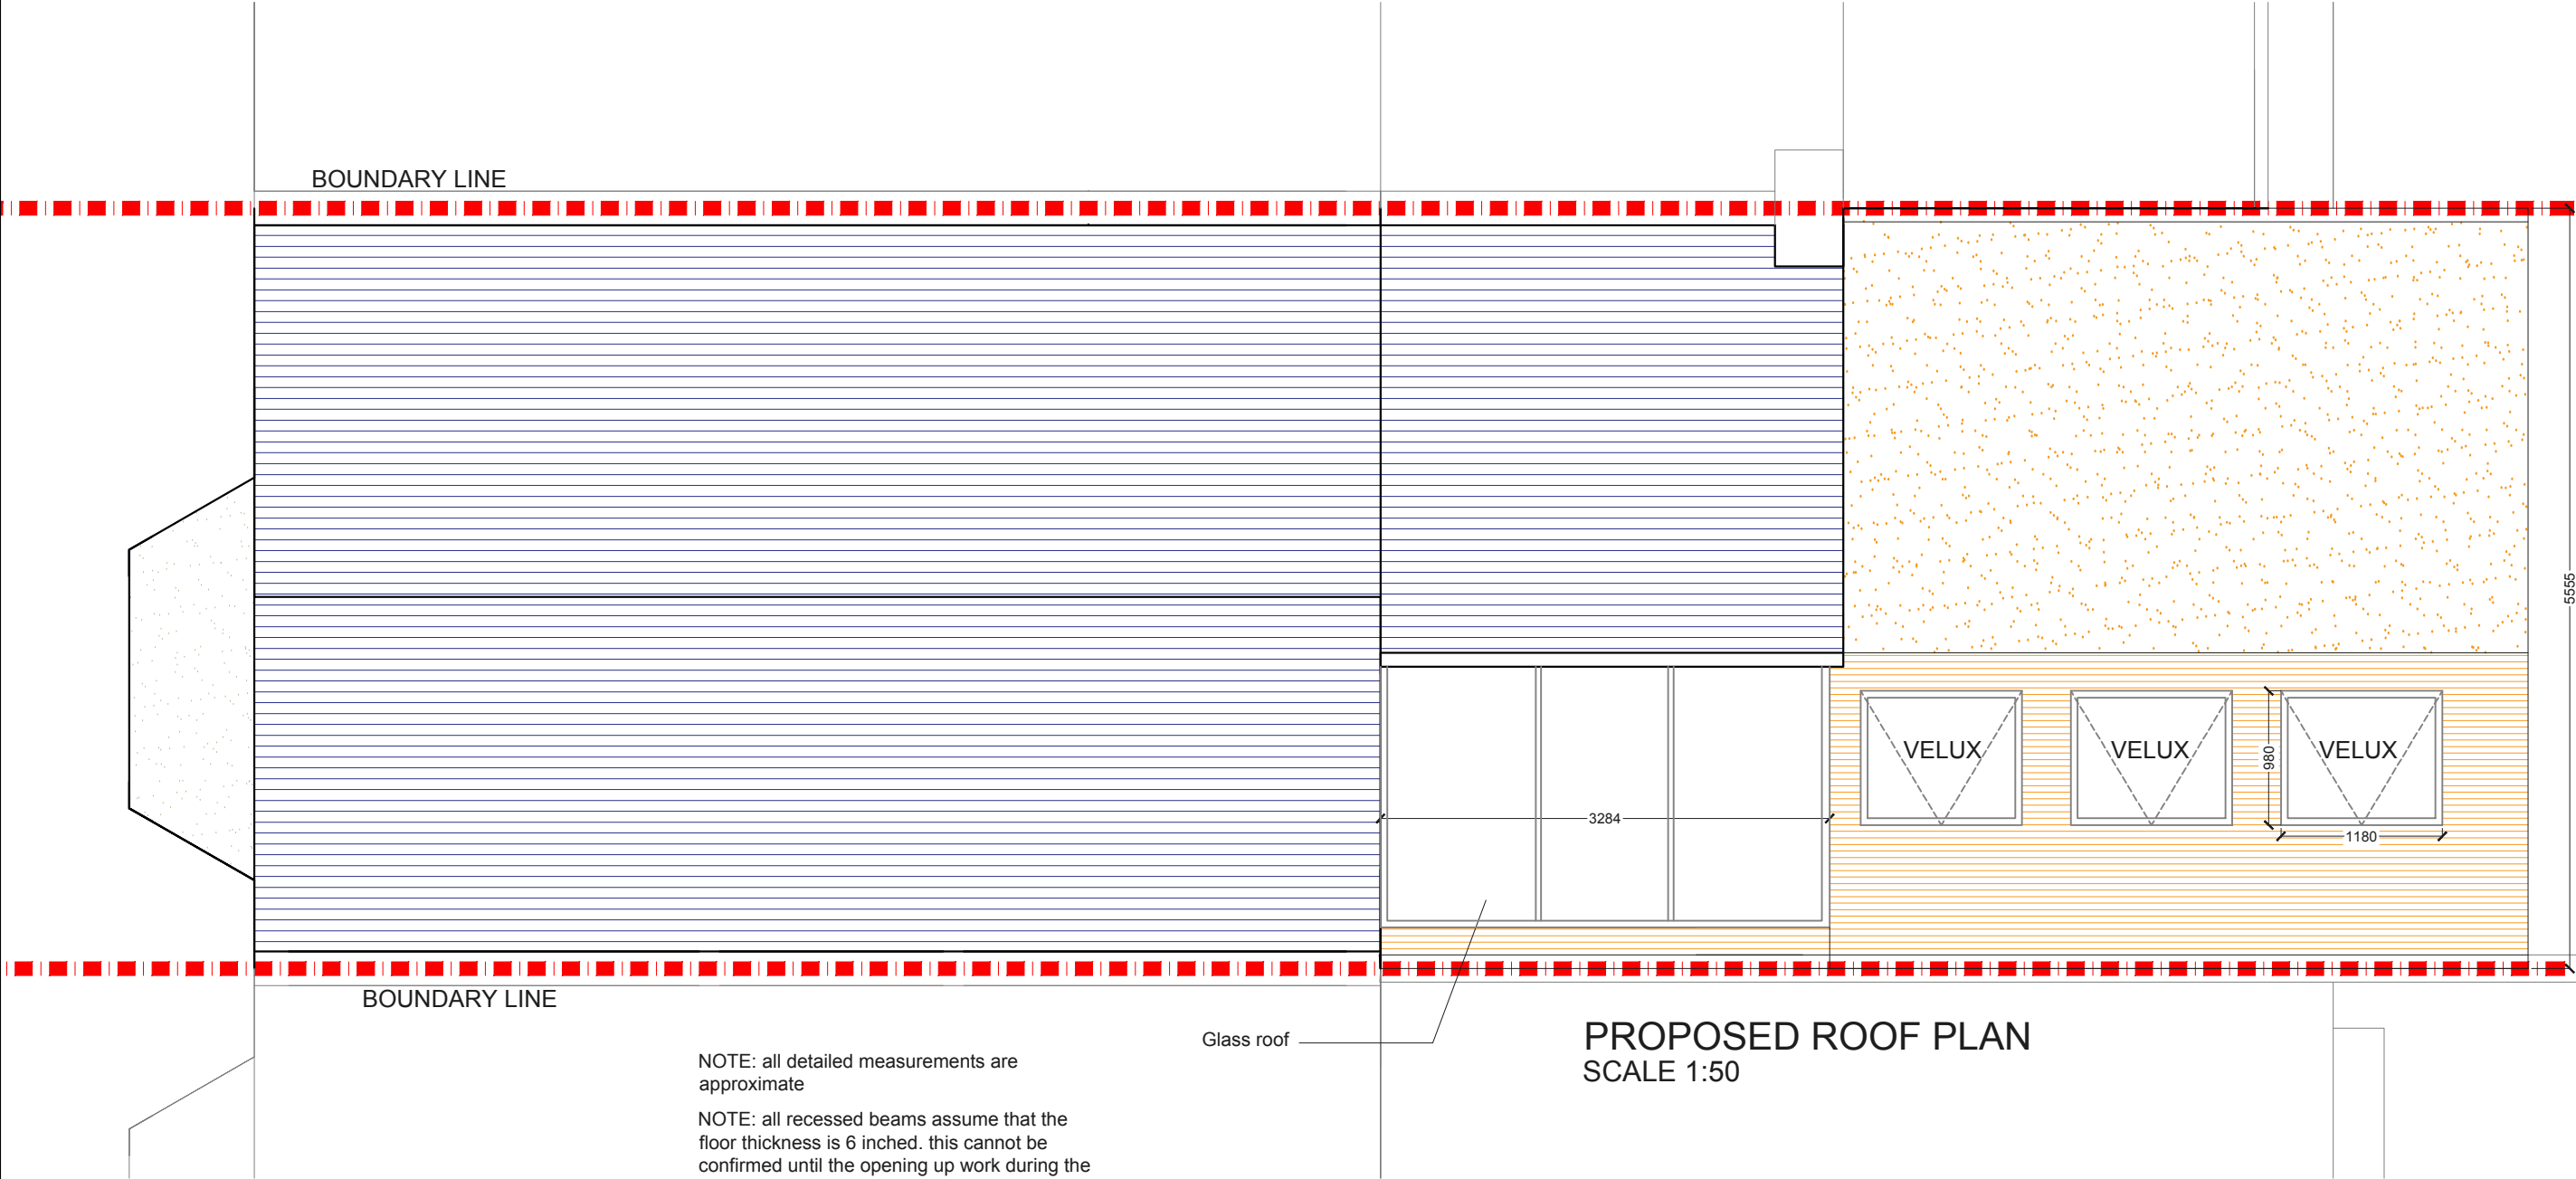 BOUNDARY LINE
5555
VELUX
VELUX
VELUX
980
3284
1180
BOUNDARY LINE
Glass roof
PROPOSED ROOF PLAN
SCALE 1:50
NOTE: all detailed measurements are
approximate
NOTE: all recessed beams assume that the
floor thickness is 6 inched. this cannot be
confirmed until the opening up work during the